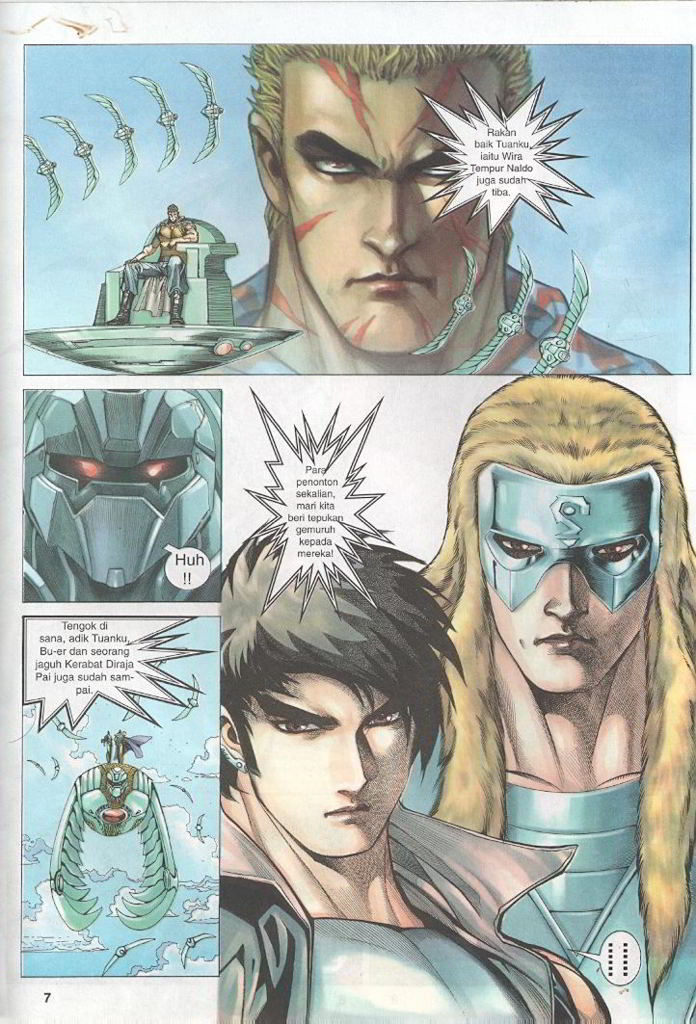 Rakan
baik Tuanku,
iaitu Wira
Tempur Naldo
juga sudah
tiba.
Huh
!!
Para
penonton
sekalian,
mari kita
beri tepukan
gemuruh
kepada
mereka!
Tengok di
sana, adik Tuanku,
Bu-er dan seorang
jaguh Kerabat Diraja
Pai juga sudah sam-
pai.
S
!!
7